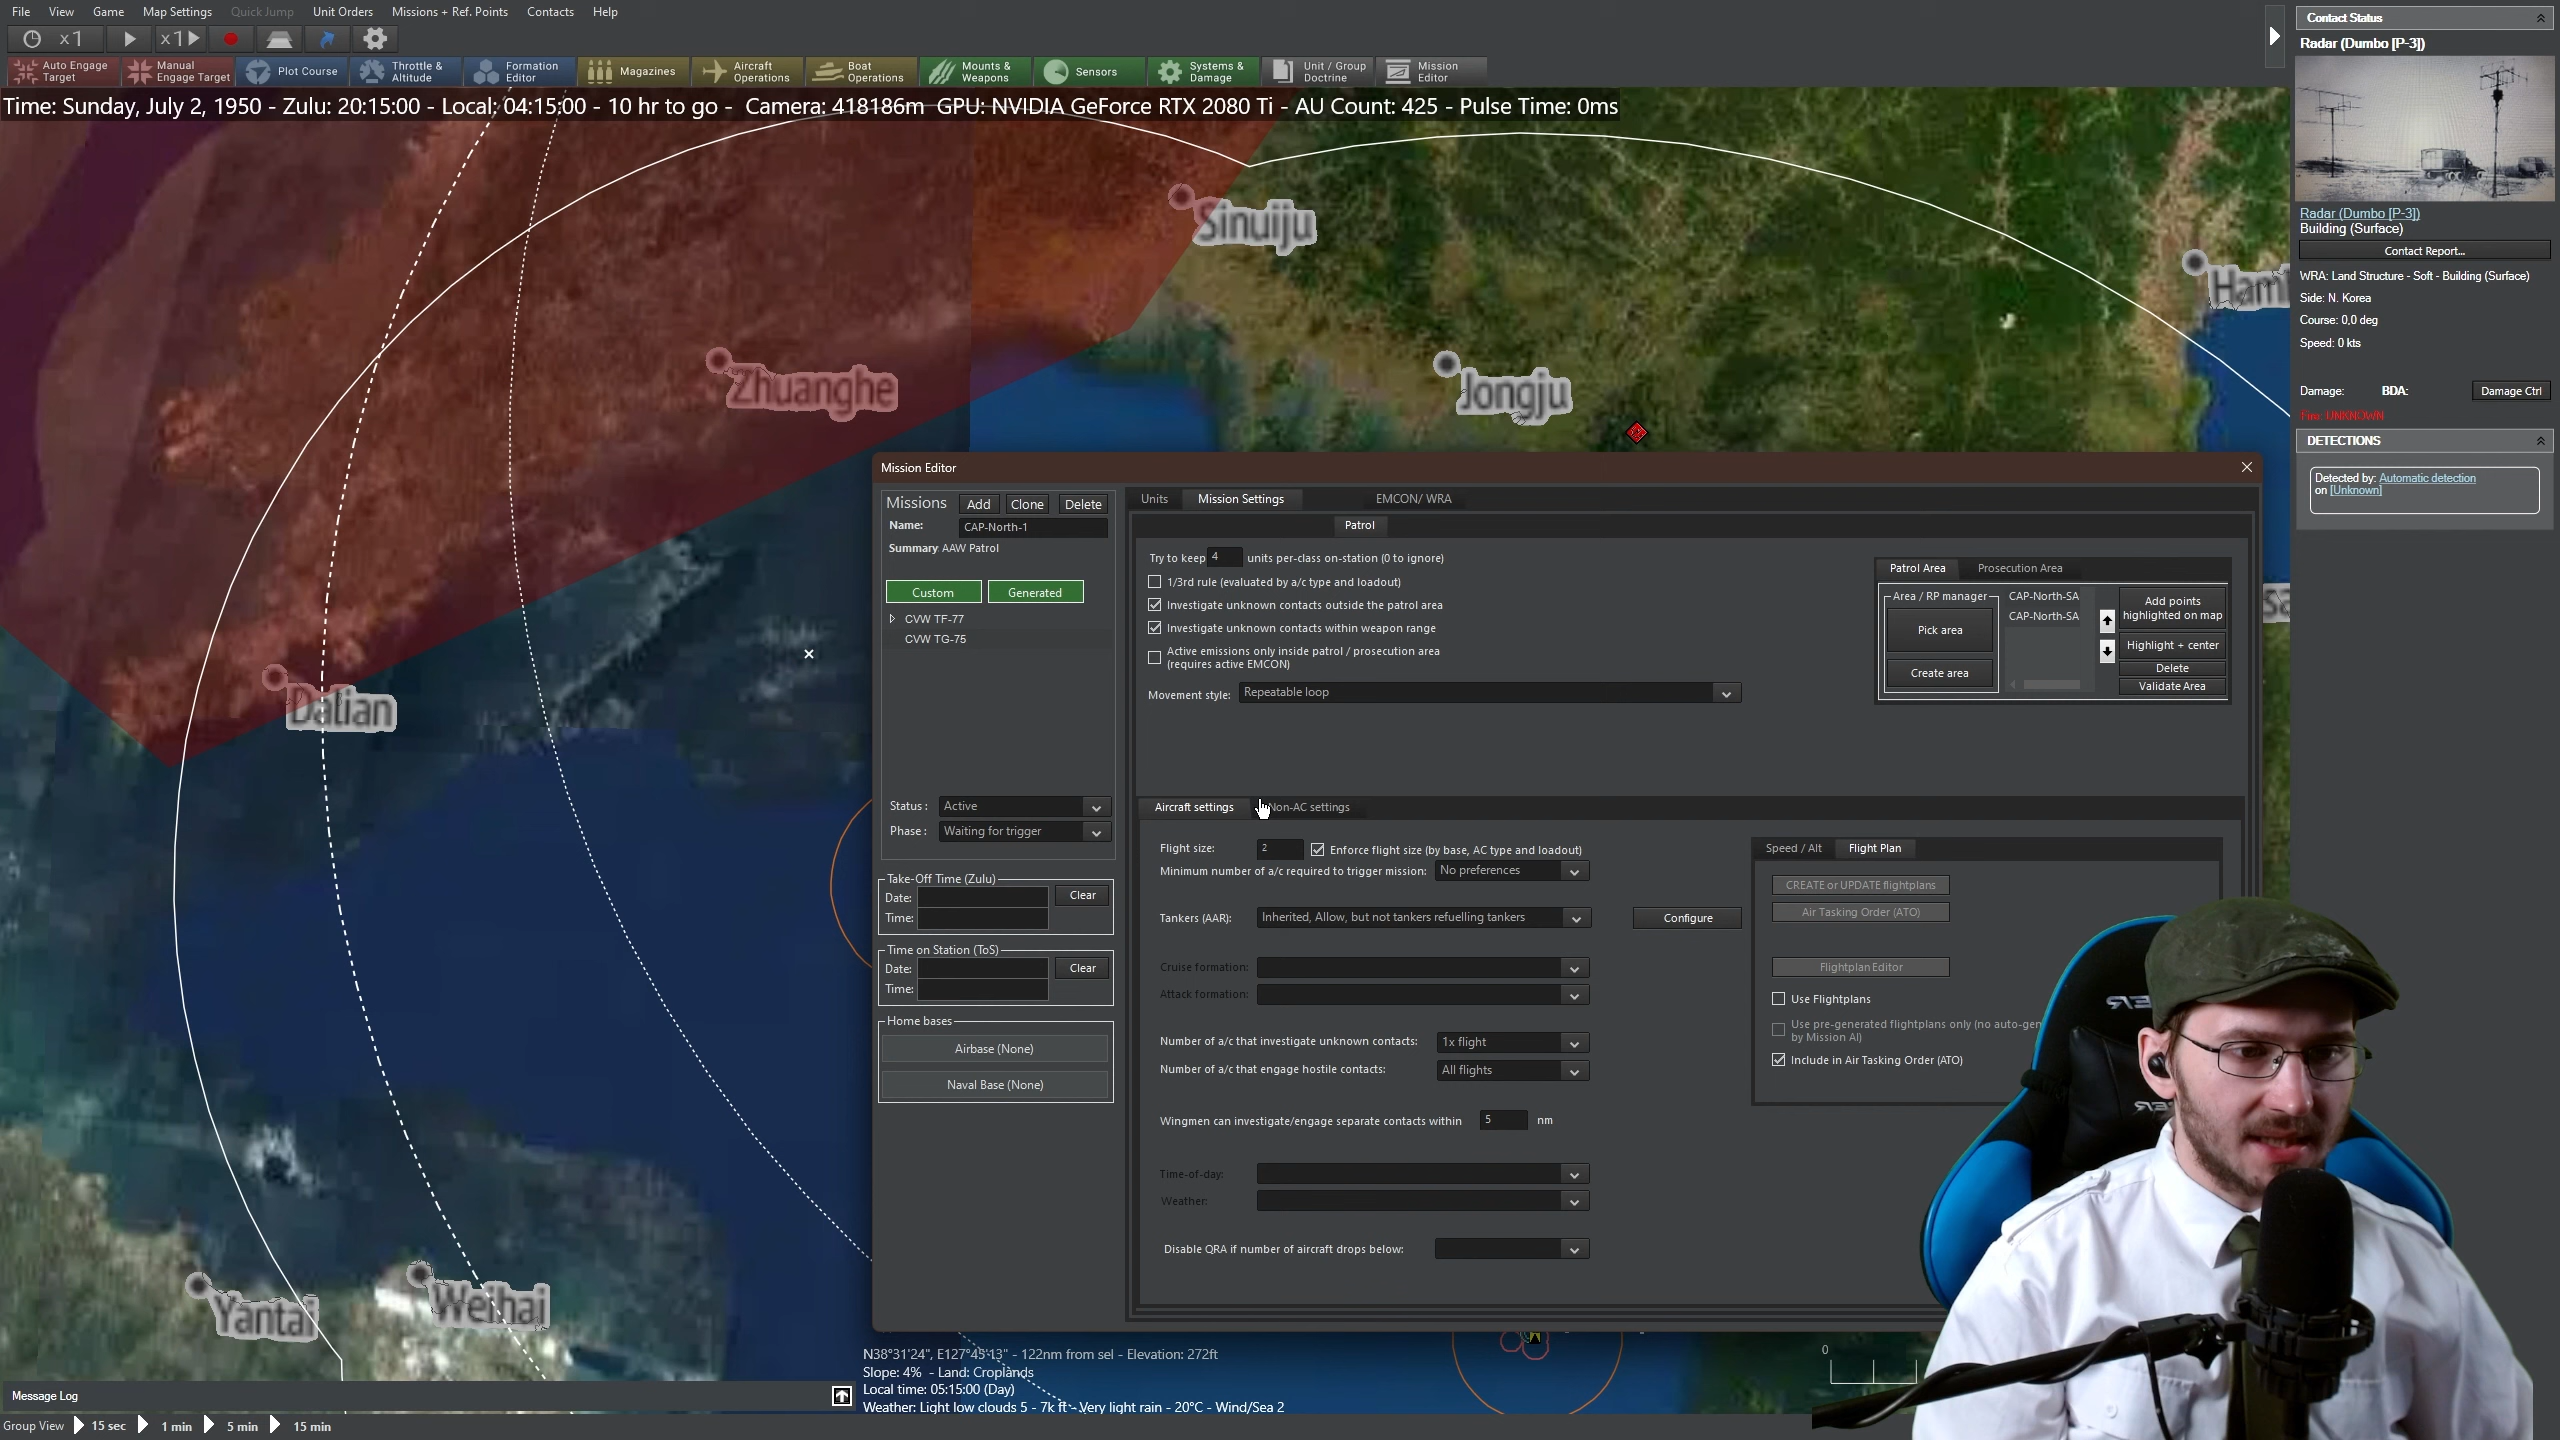 File View Game Map Settings Quick Jump Unit Orders Missions + Ref. Points Contacts Help
x1 x1
Auto Engage Target
Manual Engage Target
Plot Course
Throttle & Altitude
Formation Editor
Magazines
Aircraft Operations
Boat Operations
Mounts & Weapons
Sensors
Systems & Damage
Unit / Group Doctrine
Mission Editor
Time: Sunday, July 2, 1950 - Zulu: 20:15:00 - Local: 04:15:00 - 10 hr to go - Camera: 418186m GPU: NVIDIA GeForce RTX 2080 Ti - AU Count: 425 - Pulse Time: 0ms
Sinuiju
Zhuanghe
Jongju
Dalian
Yantai
Weihai
Contact Status
Radar (Dumbo [P-3])
Radar (Dumbo [P-3])
Building (Surface)
Contact Report...
WRA: Land Structure - Soft - Building (Surface)
Side: N. Korea
Course: 0,0 deg
Speed: 0 kts
Damage: BDA: Damage Ctrl
Fire: UNKNOWN
DETECTIONS
Detected by: Automatic detection
on [Unknown]
Mission Editor
Missions Add Clone Delete
Name: CAP-North-1
Summary AAW Patrol
Custom Generated
CVW TF-77
CVW TG-75
Status: Active
Phase: Waiting for trigger
Take-Off Time (Zulu)
Date: Clear
Time:
Time on Station (ToS)
Date: Clear
Time:
Home bases
Airbase (None)
Naval Base (None)
Units Mission Settings EMCON/ WRA
Patrol
Try to keep 4 units per-class on-station (0 to ignore)
1/3rd rule (evaluated by a/c type and loadout)
Investigate unknown contacts outside the patrol area
Investigate unknown contacts within weapon range
Active emissions only inside patrol / prosecution area
(requires active EMCON)
Movement style: Repeatable loop
Patrol Area Prosecution Area
Area / RP manager
Pick area
Create area
CAP-North-SA
CAP-North-SA
Add points
highlighted on map
Highlight + center
Delete
Validate Area
Aircraft settings Non-AC settings
Flight size: 2 Enforce flight size (by base, AC type and loadout)
Minimum number of a/c required to trigger mission: No preferences
Tankers (AAR): Inherited, Allow, but not tankers refuelling tankers Configure
Cruise formation:
Attack formation:
Number of a/c that investigate unknown contacts: 1x flight
Number of a/c that engage hostile contacts: All flights
Wingmen can investigate/engage separate contacts within 5 nm
Time-of-day:
Weather:
Disable QRA if number of aircraft drops below:
Speed / Alt Flight Plan
CREATE or UPDATE flightplans
Air Tasking Order (ATO)
Flightplan Editor
Use Flightplans
Use pre-generated flightplans only (no auto-gen
by Mission AI)
Include in Air Tasking Order (ATO)
N38°31'24", E127°45'13" - 122nm from sel - Elevation: 272ft
Slope: 4% - Land: Croplands
Local time: 05:15:00 (Day)
Weather: Light low clouds 5 - 7k ft - Very light rain - 20°C - Wind/Sea 2
0
Message Log
Group View 15 sec 1 min 5 min 15 min